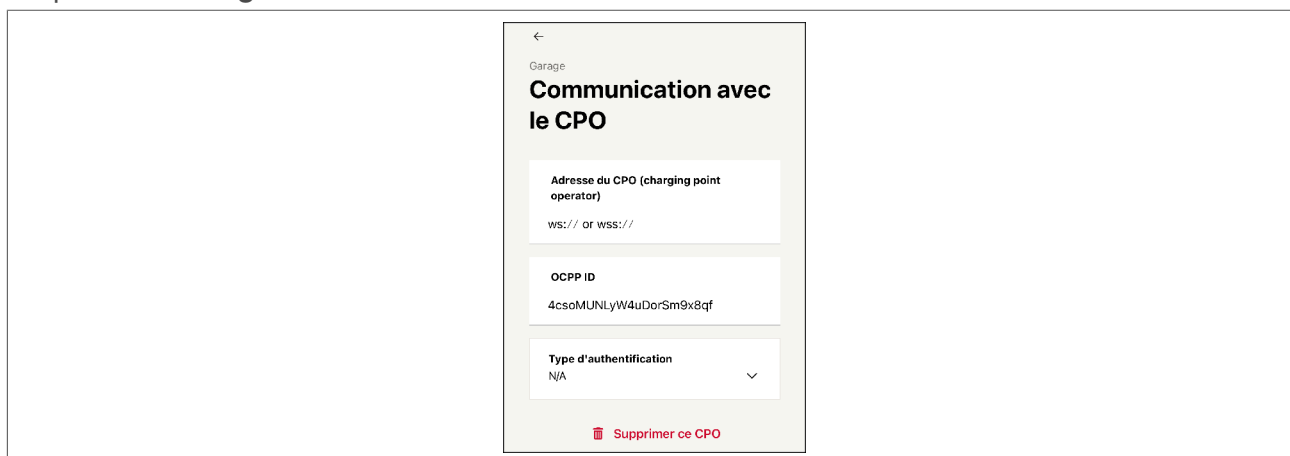 ←
Garage
Communication avec
le CPO
Adresse du CPO (charging point
operator)
ws:// or wss://
OCPP ID
4csoMUNLyW4uDorSm9x8qf
Type d'authentification
N/A
Supprimer ce CPO